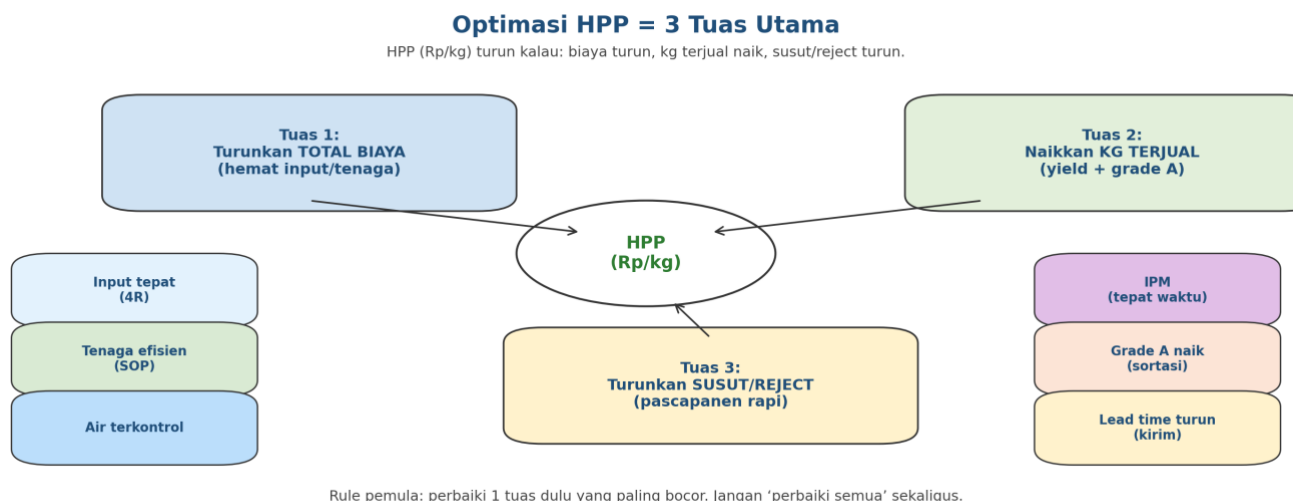 Optimasi HPP = 3 Tuas Utama
HPP (Rp/kg) turun kalau: biaya turun, kg terjual naik, susut/reject turun.
Tuas 1:
Turunkan TOTAL BIAYA
(hemat input/tenaga)
Tuas 2:
Naikkan KG TERJUAL
(yield + grade A)
HPP
(Rp/kg)
Input tepat
(4R)
Tenaga efisien
(SOP)
Air terkontrol
IPM
(tepat waktu)
Grade A naik
(sortasi)
Lead time turun
(kirim)
Tuas 3:
Turunkan SUSUT/REJECT
(pascapanen rapi)
Rule pemula: perbaiki 1 tuas dulu yang paling bocor. Jangan ‘perbaiki semua’ sekaligus.